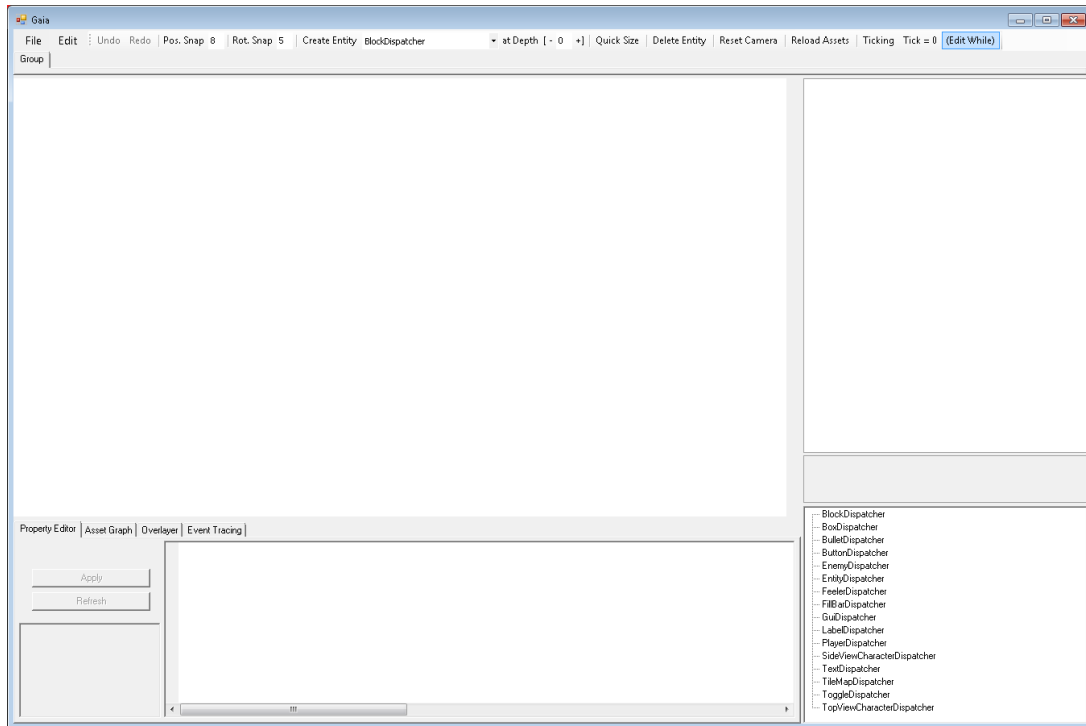 Gaia
File Edit Undo Redo Pos. Snap 8 Rot. Snap 5 Create Entity BlockDispatcher at Depth [ - 0 +] Quick Size Delete Entity Reset Camera Reload Assets Ticking Tick = 0 (Edit While)
Group
Property Editor Asset Graph Overlayer Event Tracing
Apply
Refresh
BlockDispatcher
BoxDispatcher
BulletDispatcher
ButtonDispatcher
EnemyDispatcher
EntityDispatcher
FeelerDispatcher
FillBarDispatcher
GuiDispatcher
LabelDispatcher
PlayerDispatcher
SideViewCharacterDispatcher
TextDispatcher
TileMapDispatcher
ToggleDispatcher
TopViewCharacterDispatcher